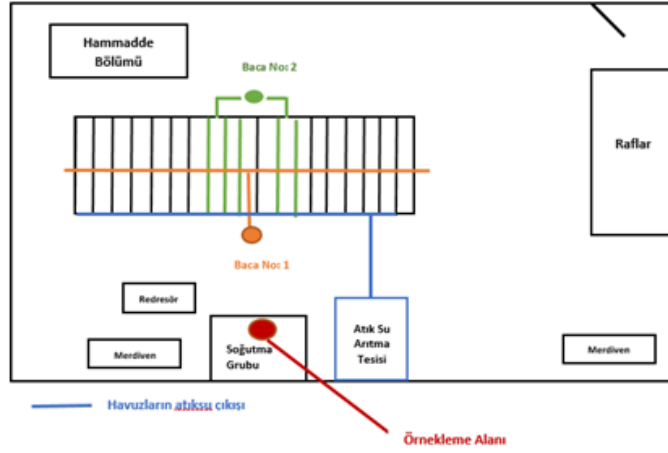 Hammadde
Bölümü
Baca No: 2
Raflar
Baca No: 1
Redresör
Merdiven
Soğutma
Grubu
Atık Su
Arıtma
Tesisi
Merdiven
Havuzların atıksu çıkışı
Örnekleme Alanı